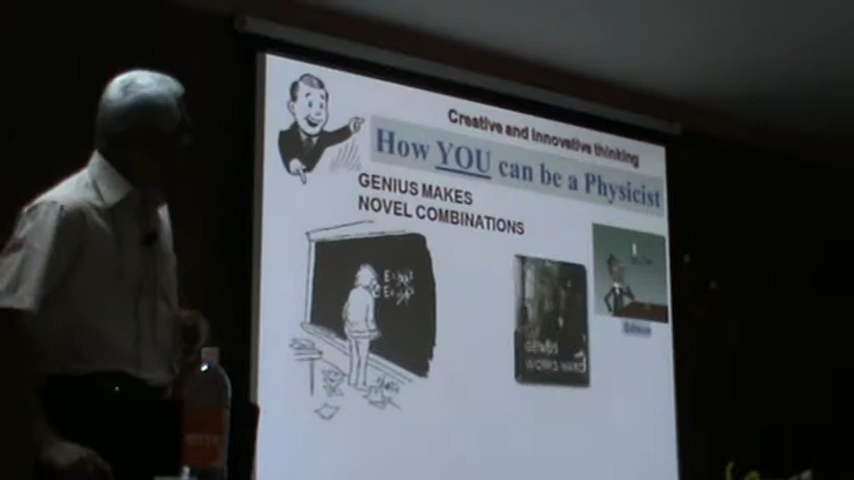 Creative and Innovative thinking
How YOU can be a Physicist
GENIUS MAKES
NOVEL COMBINATIONS
GENIUS
WORKS HARD